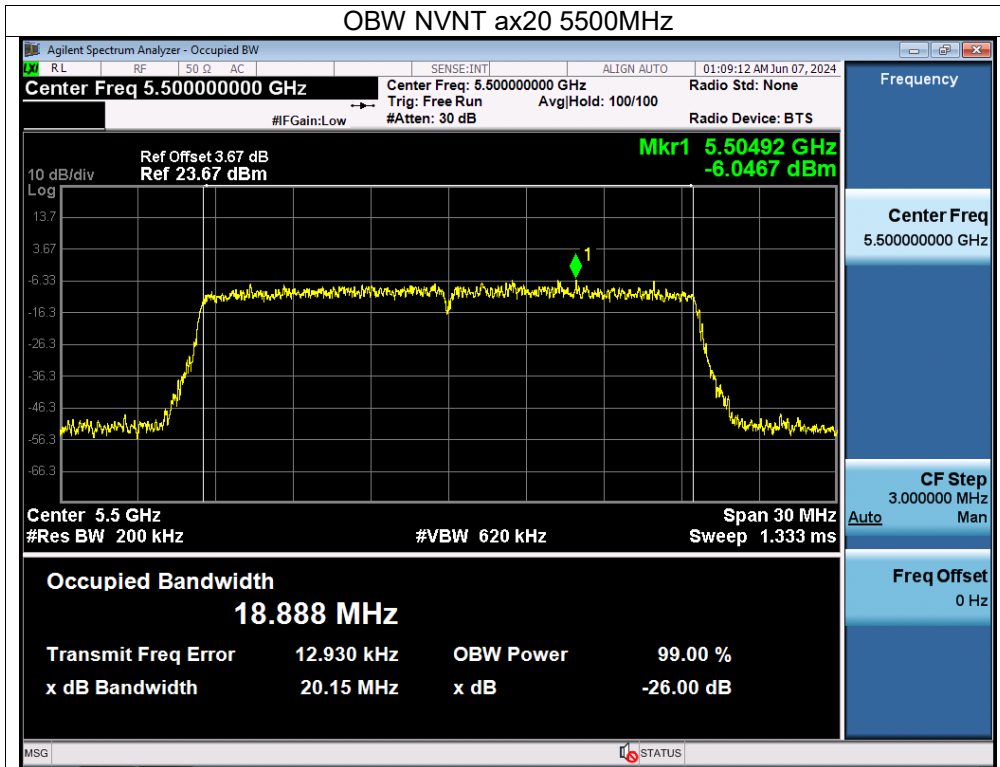 OBW NVNT ax20 5500MHz
Agilent Spectrum Analyzer - Occupied BW
LXI RL RF 50 Ω AC SENSE:INT ALIGN AUTO 01:09:12 AM Jun 07, 2024
Center Freq 5.500000000 GHz
Center Freq: 5.500000000 GHz Radio Std: None
Trig: Free Run Avg|Hold: 100/100
#IFGain:Low #Atten: 30 dB Radio Device: BTS
Frequency
Mkr1 5.50492 GHz
-6.0467 dBm
Ref Offset 3.67 dB
10 dB/div Ref 23.67 dBm
Log
13.7
3.67
-6.33
-16.3
-26.3
-36.3
-46.3
-56.3
-66.3
1
Center 5.5 GHz Span 30 MHz
#Res BW 200 kHz #VBW 620 kHz Sweep 1.333 ms
Center Freq
5.500000000 GHz
CF Step
3.000000 MHz
Auto Man
Freq Offset
0 Hz
Occupied Bandwidth
18.888 MHz
Transmit Freq Error 12.930 kHz OBW Power 99.00 %
x dB Bandwidth 20.15 MHz x dB -26.00 dB
MSG STATUS